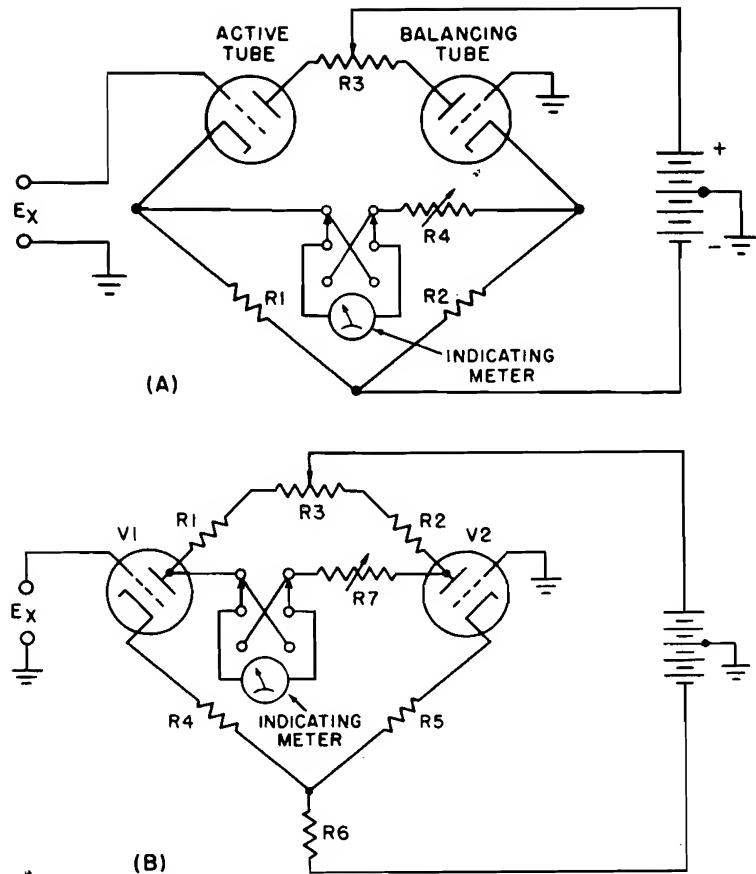 ACTIVE
TUBE
BALANCING
TUBE
R3
+
EX
R4
-
R1
R2
INDICATING
METER
(A)
R3
R1
R2
V1
V2
EX
R7
R4
INDICATING
METER
R5
R6
(B)